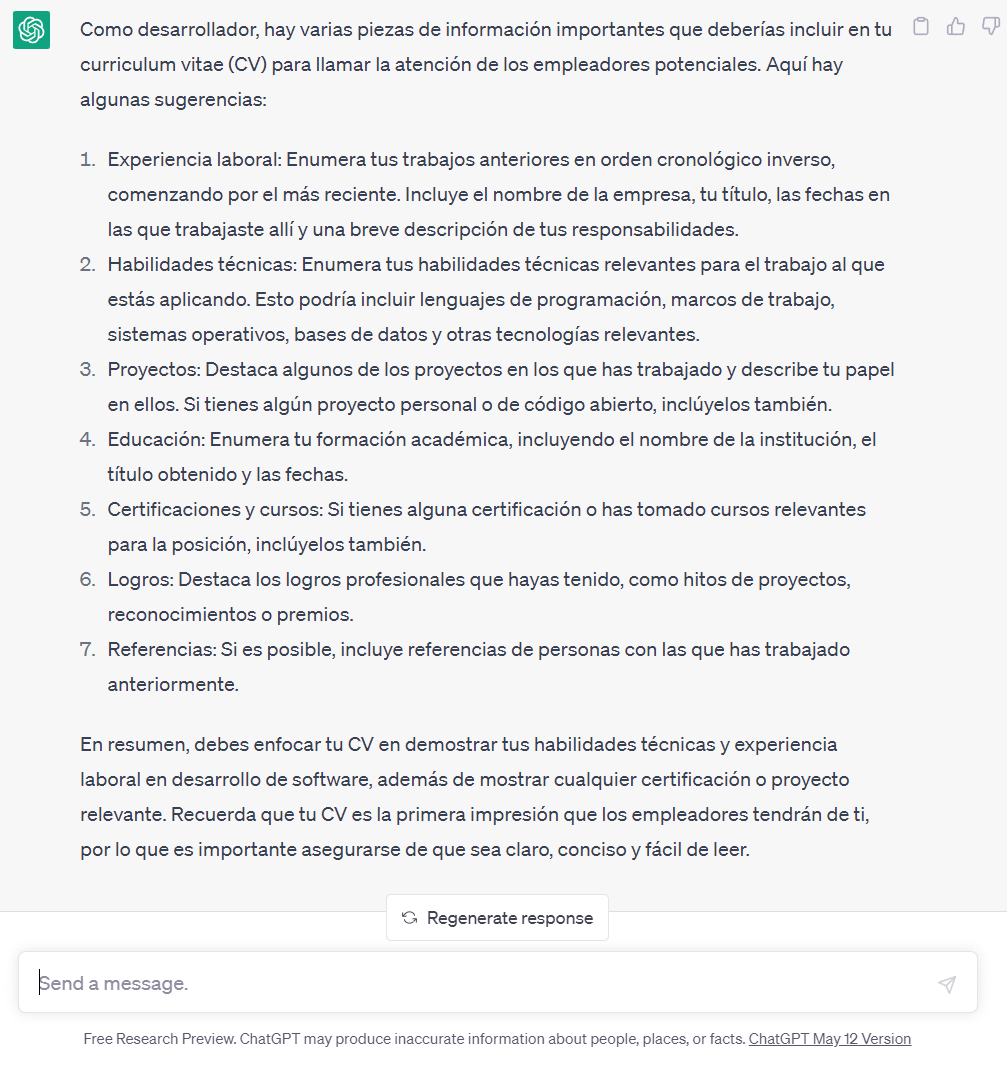 Como desarrollador, hay varias piezas de información importantes que deberías incluir en tu
curriculum vitae (CV) para llamar la atención de los empleadores potenciales. Aquí hay
algunas sugerencias:
1. Experiencia laboral: Enumera tus trabajos anteriores en orden cronológico inverso,
comenzando por el más reciente. Incluye el nombre de la empresa, tu título, las fechas en
las que trabajaste allí y una breve descripción de tus responsabilidades.
2. Habilidades técnicas: Enumera tus habilidades técnicas relevantes para el trabajo al que
estás aplicando. Esto podría incluir lenguajes de programación, marcos de trabajo,
sistemas operativos, bases de datos y otras tecnologías relevantes.
3. Proyectos: Destaca algunos de los proyectos en los que has trabajado y describe tu papel
en ellos. Si tienes algún proyecto personal o de código abierto, inclúyelos también.
4. Educación: Enumera tu formación académica, incluyendo el nombre de la institución, el
título obtenido y las fechas.
5. Certificaciones y cursos: Si tienes alguna certificación o has tomado cursos relevantes
para la posición, inclúyelos también.
6. Logros: Destaca los logros profesionales que hayas tenido, como hitos de proyectos,
reconocimientos o premios.
7. Referencias: Si es posible, incluye referencias de personas con las que has trabajado
anteriormente.
En resumen, debes enfocar tu CV en demostrar tus habilidades técnicas y experiencia
laboral en desarrollo de software, además de mostrar cualquier certificación o proyecto
relevante. Recuerda que tu CV es la primera impresión que los empleadores tendrán de ti,
por lo que es importante asegurarse de que sea claro, conciso y fácil de leer.
Regenerate response
Send a message.
Free Research Preview. ChatGPT may produce inaccurate information about people, places, or facts. ChatGPT May 12 Version